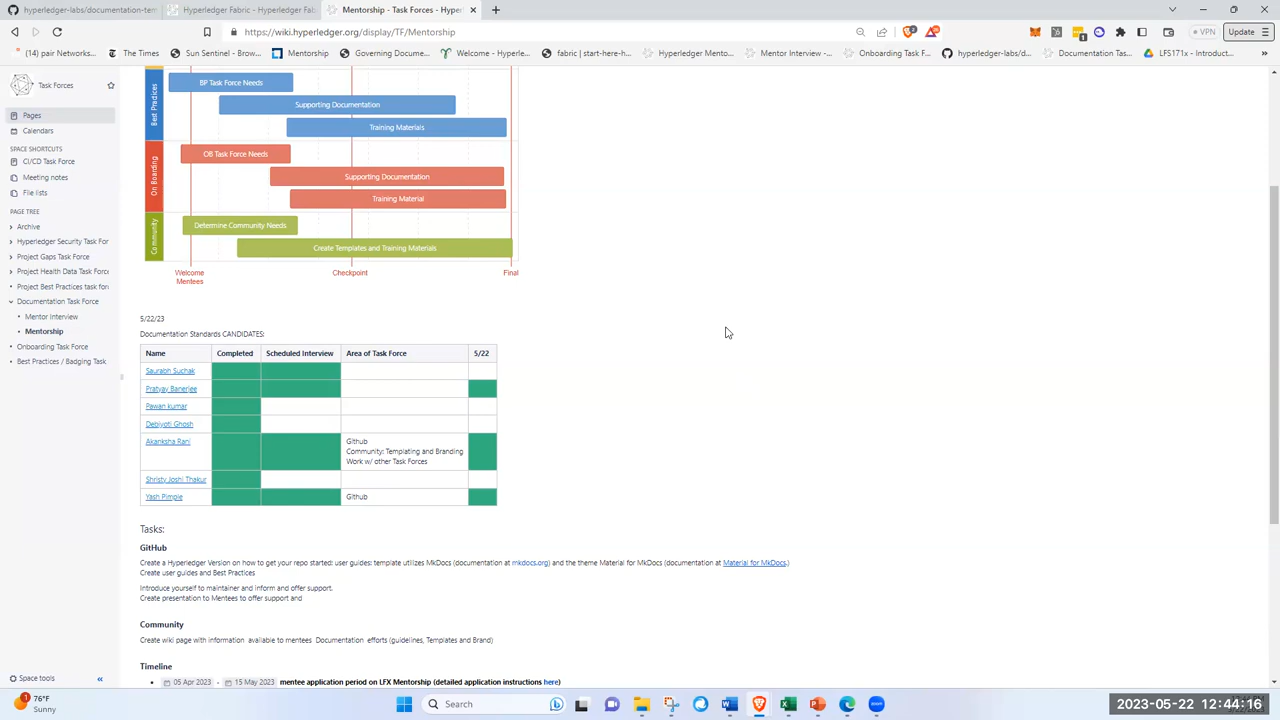 hyperledger-labs/documentation-tem
Hyperledger Fabric - Hyperledger Fal
Mentorship - Task Forces - Hyperled
https://wiki.hyperledger.org/display/TF/Mentorship
VPN
Update
(14) pair Networks...
The Times
Sun Sentinel - Brow...
Mentorship
Governing Docume...
Welcome - Hyperle...
fabric | start-here-h...
Hyperledger Mento...
Mentor Interview -...
Onboarding Task F...
hyperledger-labs/d...
Documentation Tas...
LFS171x - Introduct...
Task Forces
Pages
Calendars
SPACE SHORTCUTS
CI/CD Task Force
Meeting notes
File lists
PAGE TREE
Archive
Hyperledger Security Task For
Project Gaps Task Force
Project Health Data Task Force
Project Best Practices task for
Documentation Task Force
Mentor Interview
Mentorship
Onboarding Task Force
Best Practices / Badging Task
Space tools
Best Practices
BP Task Force Needs
Supporting Documentation
Training Materials
On Boarding
OB Task Force Needs
Supporting Documentation
Training Material
Community
Determine Community Needs
Create Templates and Training Materials
Welcome
Mentees
Checkpoint
Final
5/22/23
Documentation Standards CANDIDATES:
Name Completed Scheduled Interview Area of Task Force 5/22
Saurabh Suchak
Pratyay Banerjee
Pawan kumar
Debjyoti Ghosh
Akanksha Rani
Github
Community: Templating and Branding
Work w/ other Task Forces
Shristy Joshi Thakur
Yash Pimple Github
Tasks:
GitHub
Create a Hyperledger Version on how to get your repo started: user guides: template utilizes MkDocs (documentation at mkdocs.org) and the theme Material for MkDocs (documentation at Material for MkDocs.)
Create user guides and Best Practices
Introduce yourself to maintainer and inform and offer support.
Create presentation to Mentees to offer support and
Community
Create wiki page with information available to mentees Documentation efforts (guidelines, Templates and Brand)
Timeline
05 Apr 2023 - 15 May 2023 mentee application period on LFX Mentorship (detailed application instructions here)
76°F
Sunny
Search
2023-05-22 12:44:16